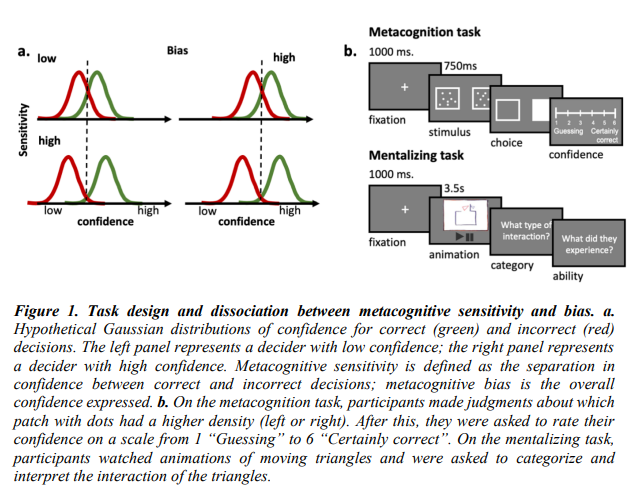 a.
low
Bias
high
Sensitivity
high
low
high
low
high
confidence
confidence
b.
Metacognition task
1000 ms.
750ms
fixation
stimulus
choice
1 2 3 4 5 6
Guessing Certainly
correct
confidence
Mentalizing task
1000 ms.
3.5s
fixation
animation
What type of
interaction?
category
What did they
experience?
ability
Figure 1. Task design and dissociation between metacognitive sensitivity and bias. a.
Hypothetical Gaussian distributions of confidence for correct (green) and incorrect (red)
decisions. The left panel represents a decider with low confidence; the right panel represents
a decider with high confidence. Metacognitive sensitivity is defined as the separation in
confidence between correct and incorrect decisions; metacognitive bias is the overall
confidence expressed. b. On the metacognition task, participants made judgments about which
patch with dots had a higher density (left or right). After this, they were asked to rate their
confidence on a scale from 1 “Guessing” to 6 “Certainly correct”. On the mentalizing task,
participants watched animations of moving triangles and were asked to categorize and
interpret the interaction of the triangles.